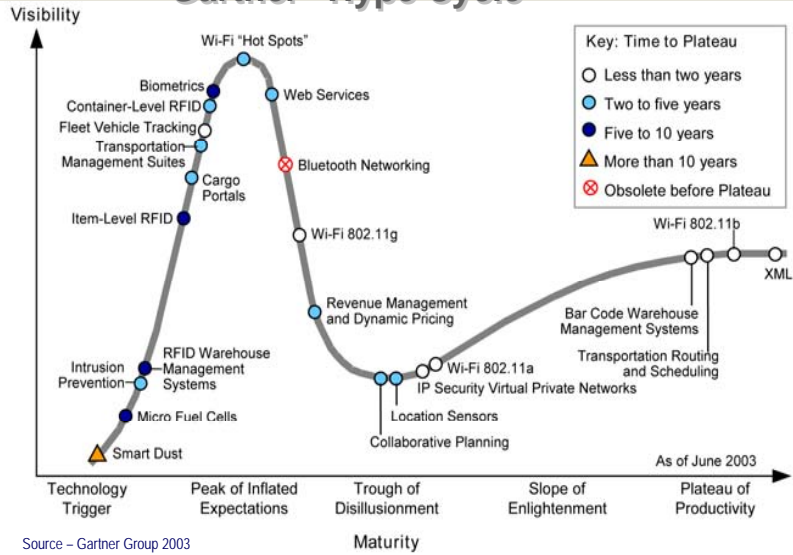 Gartner Hype Cycle
Visibility
Wi-Fi “Hot Spots”
Biometrics
Container-Level RFID
Fleet Vehicle Tracking
Transportation
Management Suites
Cargo
Portals
Item-Level RFID
Intrusion
Prevention
RFID Warehouse
Management
Systems
Micro Fuel Cells
Smart Dust
Web Services
Bluetooth Networking
Wi-Fi 802.11g
Revenue Management
and Dynamic Pricing
Wi-Fi 802.11a
IP Security Virtual Private Networks
Location Sensors
Collaborative Planning
Key: Time to Plateau
Less than two years
Two to five years
Five to 10 years
More than 10 years
Obsolete before Plateau
Wi-Fi 802.11b
XML
Bar Code Warehouse
Management Systems
Transportation Routing
and Scheduling
As of June 2003
Technology
Trigger
Peak of Inflated
Expectations
Trough of
Disillusionment
Slope of
Enlightenment
Plateau of
Productivity
Source – Gartner Group 2003
Maturity